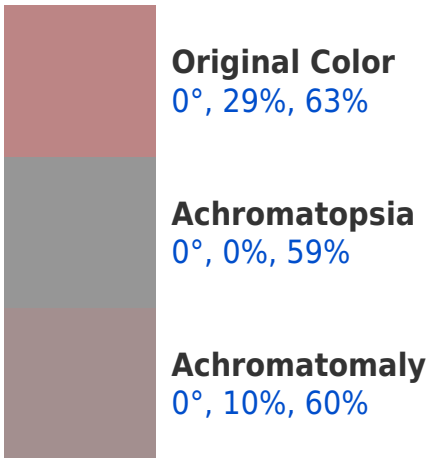 Original Color
0°, 29%, 63%
Achromatopsia
0°, 0%, 59%
Achromatomaly
0°, 10%, 60%